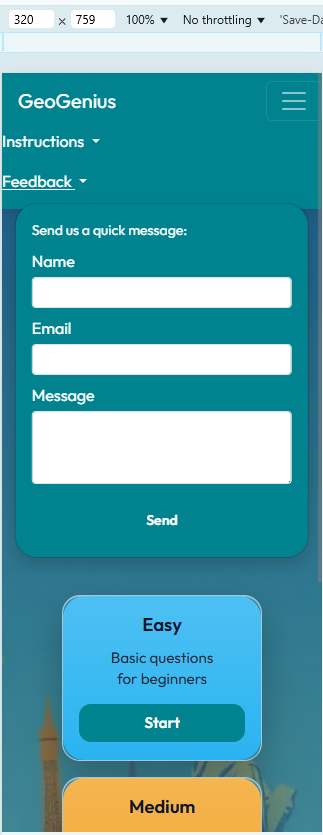 320 × 759 100% ▼ No throttling ▼ 'Save-Da
GeoGenius
Instructions
Feedback
Send us a quick message:
Name
Email
Message
Send
Easy
Basic questions
for beginners
Start
Medium